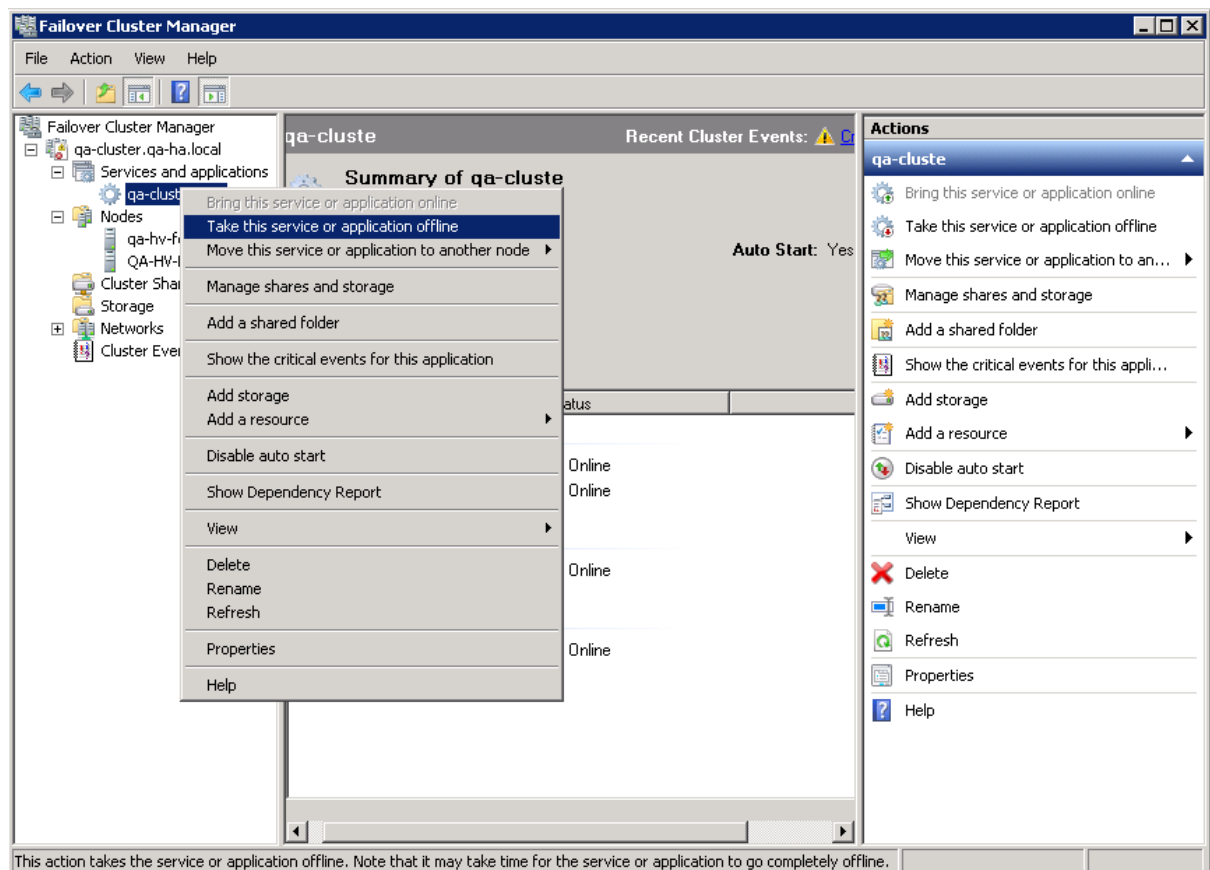 Failover Cluster Manager
File Action View Help
Failover Cluster Manager
qa-cluster.qa-ha.local
Services and applications
qa-clust
Nodes
qa-hv-f
QA-HV-
Cluster Sha
Storage
Networks
Cluster Eve
qa-cluste Recent Cluster Events:
Summary of qa-cluste
Auto Start: Yes
atus
Online
Online
Online
Online
Bring this service or application online
Take this service or application offline
Move this service or application to another node
Manage shares and storage
Add a shared folder
Show the critical events for this application
Add storage
Add a resource
Disable auto start
Show Dependency Report
View
Delete
Rename
Refresh
Properties
Help
Actions
qa-cluste
Bring this service or application online
Take this service or application offline
Move this service or application to an...
Manage shares and storage
Add a shared folder
Show the critical events for this appli...
Add storage
Add a resource
Disable auto start
Show Dependency Report
View
Delete
Rename
Refresh
Properties
Help
This action takes the service or application offline. Note that it may take time for the service or application to go completely offline.